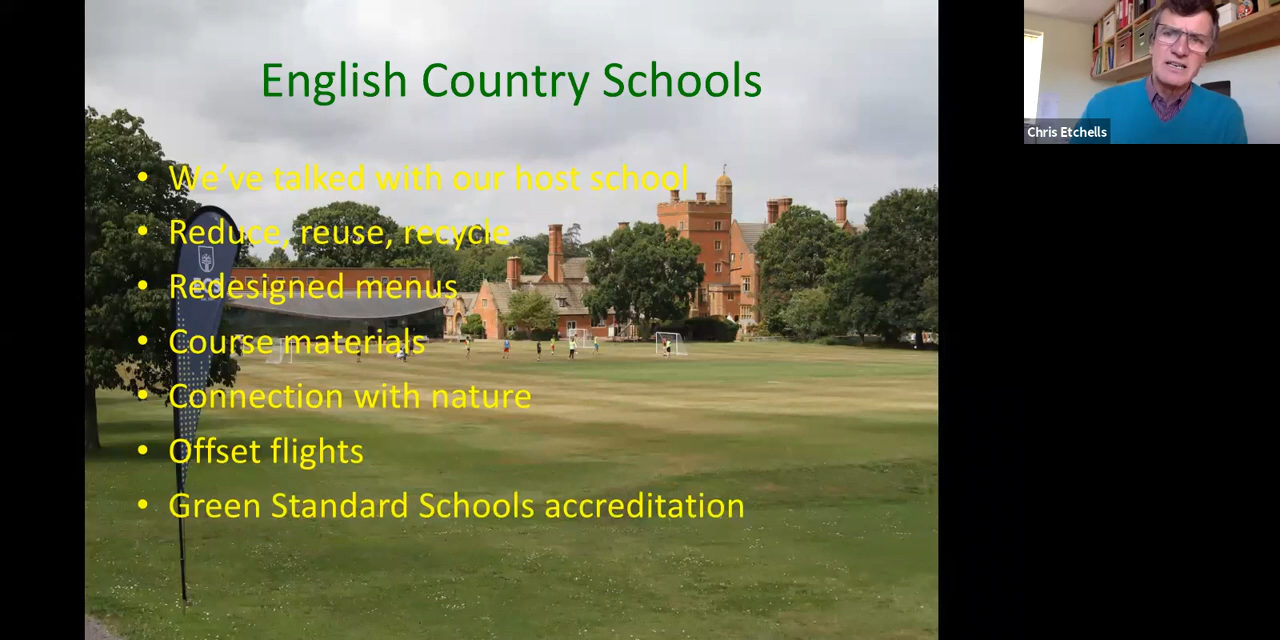 English Country Schools
• We've talked with our host school
• Reduce, reuse, recycle
• Redesigned menus
• Course materials
• Connection with nature
• Offset flights
• Green Standard Schools accreditation
Chris Etchells